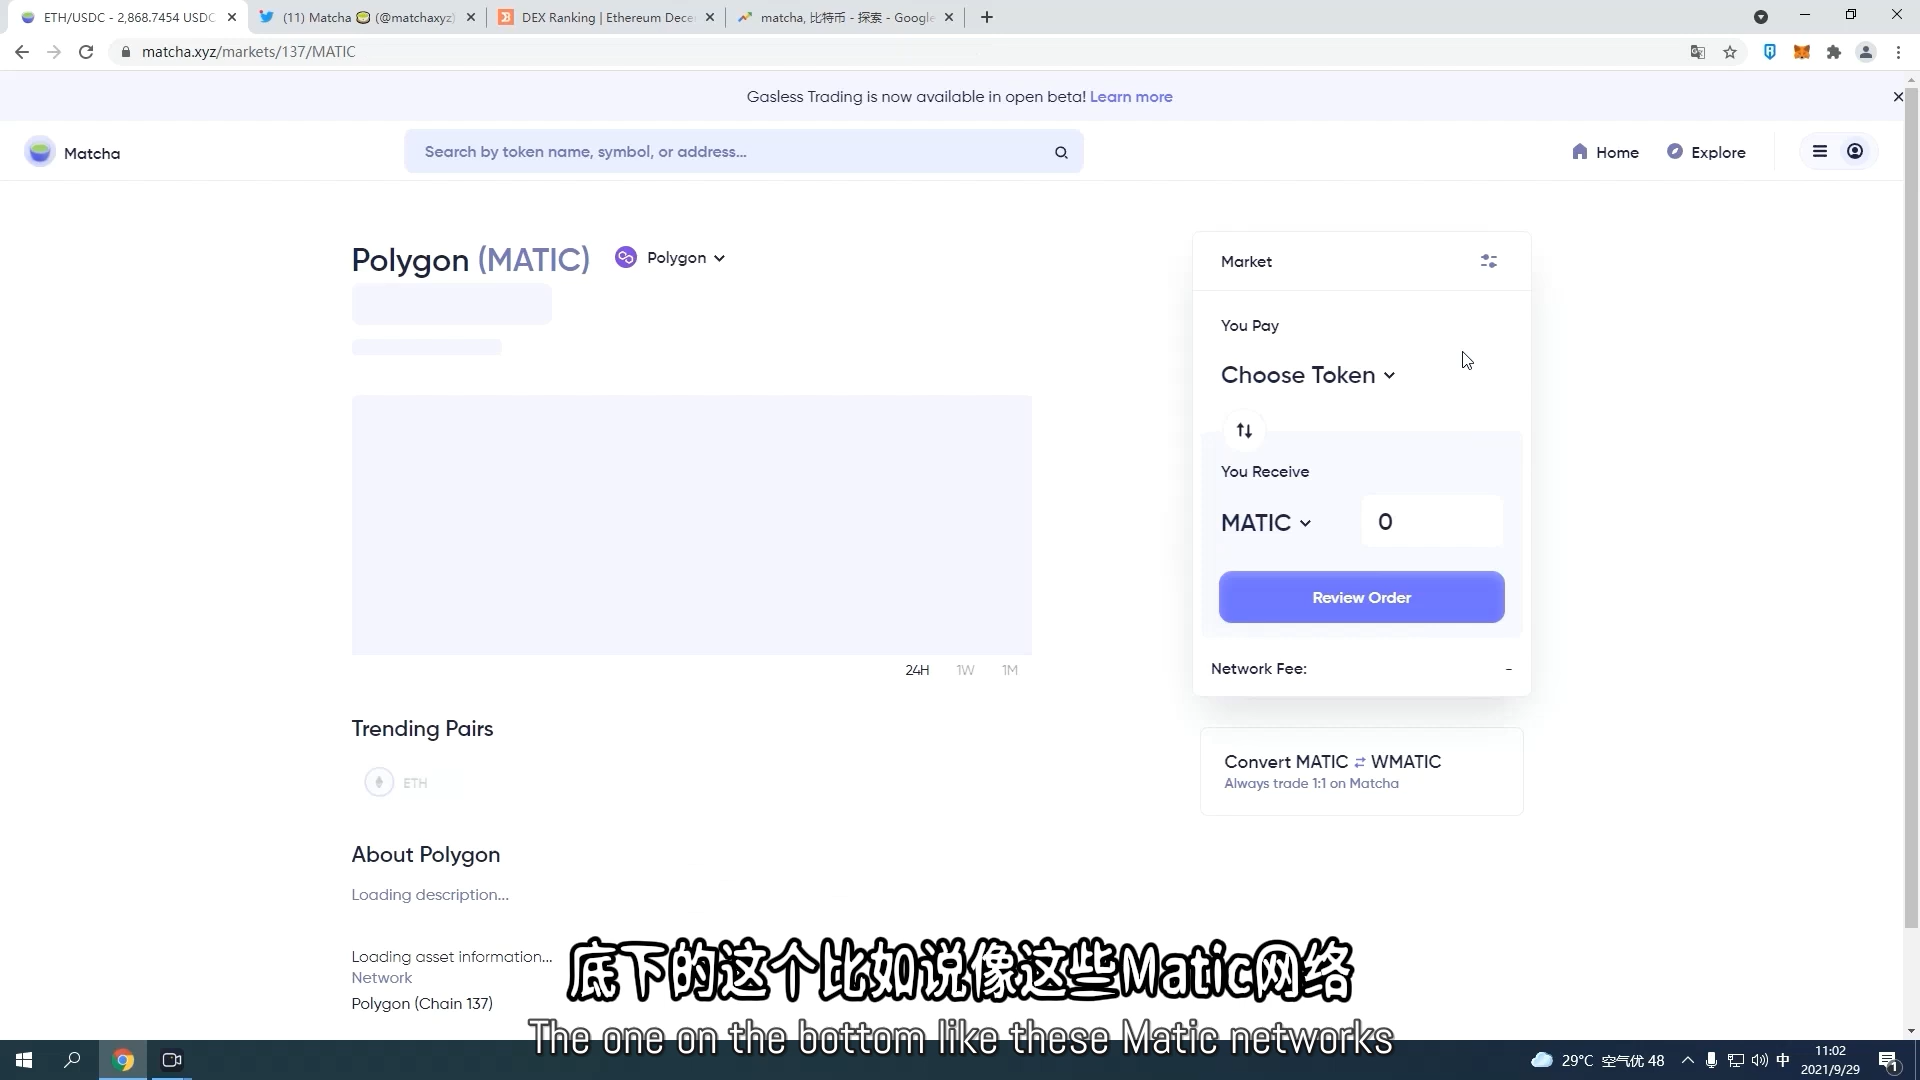 ETH/USDC - 2,868.7454 USDC
(11) Matcha 🍵 (@matchaxyz)
DEX Ranking | Ethereum Dece
matcha, 比特币 - 探索 - Google
matcha.xyz/markets/137/MATIC
Gasless Trading is now available in open beta! Learn more
Matcha
Search by token name, symbol, or address...
Home
Explore
Polygon (MATIC)
Polygon
Market
You Pay
Choose Token
You Receive
MATIC
0
Review Order
Network Fee:
-
24H
1W
1M
Trending Pairs
ETH
Convert MATIC ⇄ WMATIC
Always trade 1:1 on Matcha
About Polygon
Loading description...
Loading asset information...
Network
Polygon (Chain 137)
底下的这个比如说像这些Matic网络
The one on the bottom like these Matic networks
29°C 空气优 48
中
11:02
2021/9/29
1